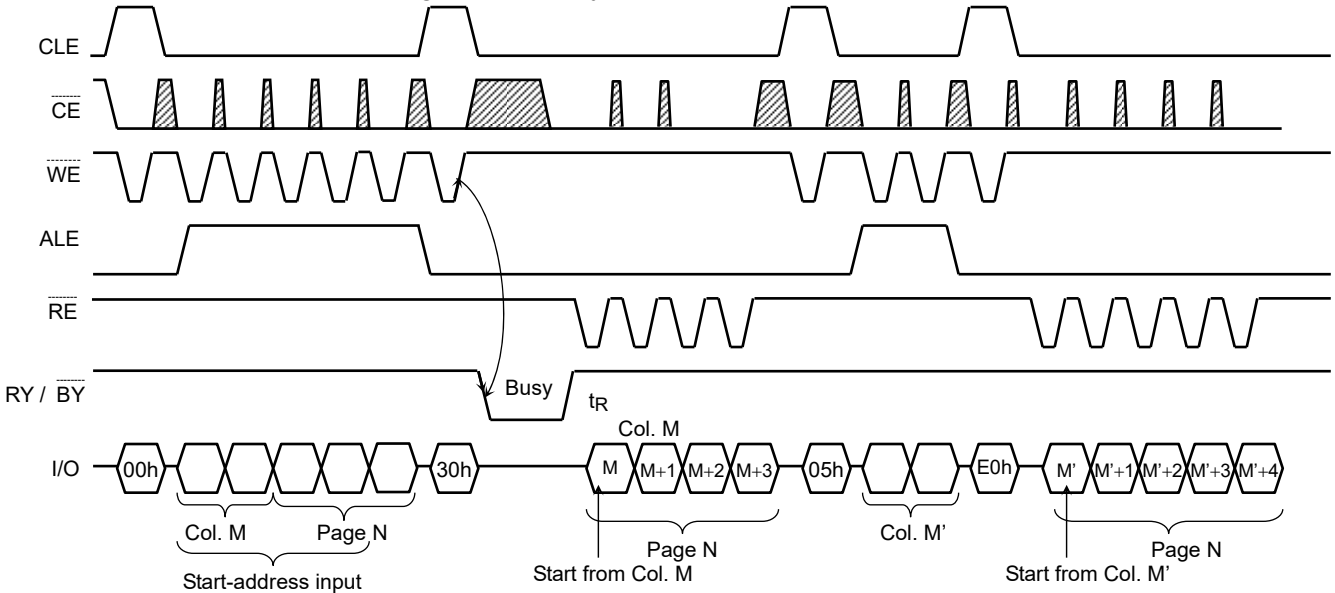 CLE
CE
WE
ALE
RE
RY / BY
Busy
tR
Col. M
I/O
00h
30h
M
M+1
M+2
M+3
05h
E0h
M'
M'+1
M'+2
M'+3
M'+4
Col. M
Page N
Col. M'
Page N
Page N
Start-address input
Start from Col. M
Start from Col. M'